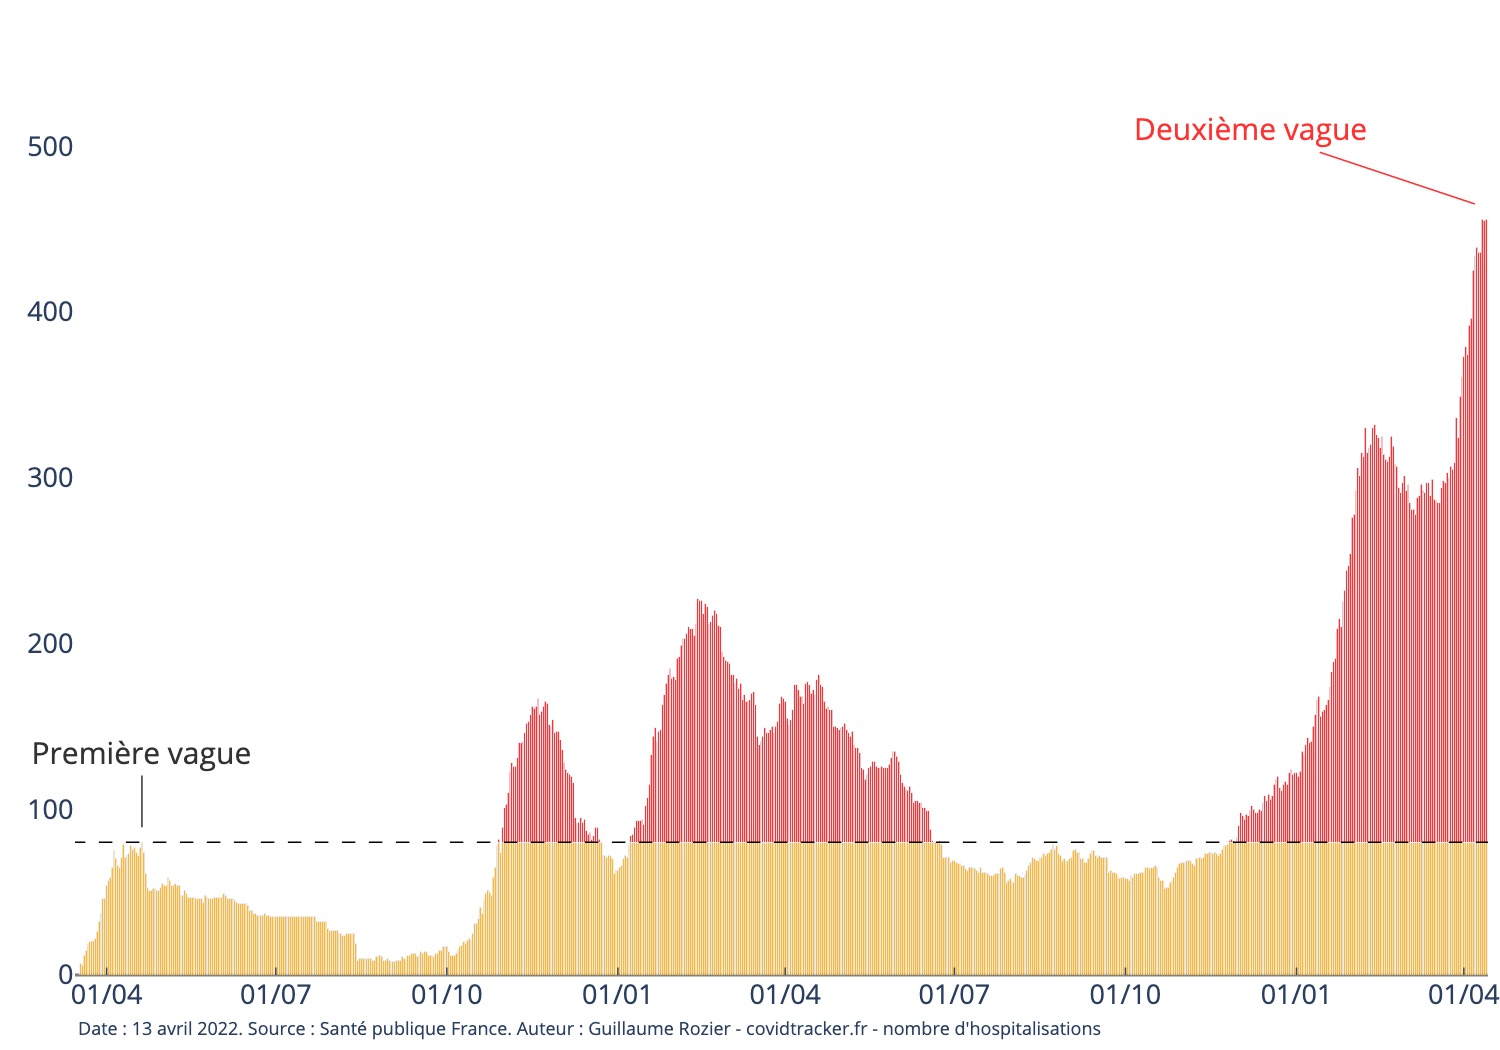 Deuxième vague
500
400
300
200
Première vague
100
0
01/04 01/07 01/10 01/01 01/04 01/07 01/10 01/01 01/04
Date : 13 avril 2022. Source : Santé publique France. Auteur : Guillaume Rozier - covidtracker.fr - nombre d'hospitalisations